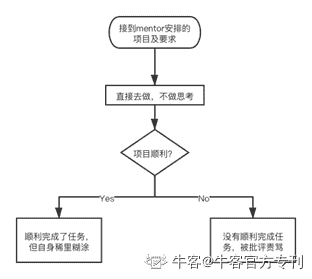 接到mentor安排的
项目及要求
直接去做，不做思考
项目顺利？
Yes
No
顺利完成了任务，
但自身稀里糊涂
没有顺利完成任
务，被批评责骂
牛客@牛客官方专刊